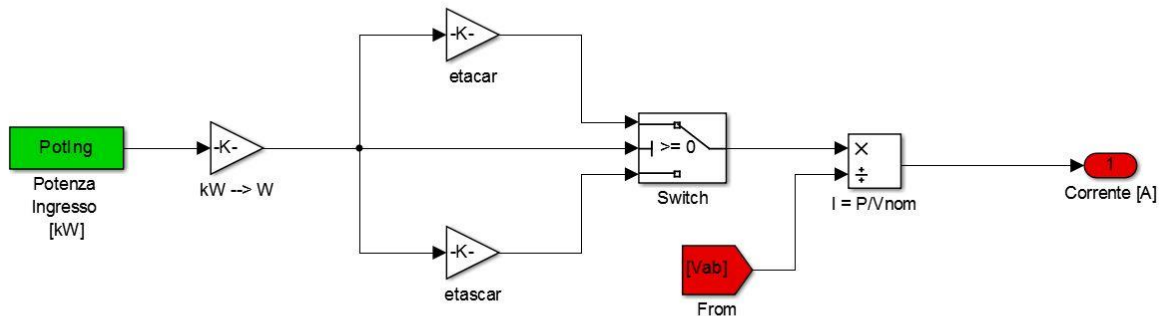 -K-
etacar
PotIng
Potenza
Ingresso
[kW]
-K-
kW --> W
>= 0
Switch
×
÷
I = P/Vnom
1
Corrente [A]
-K-
etascar
[Vab]
From